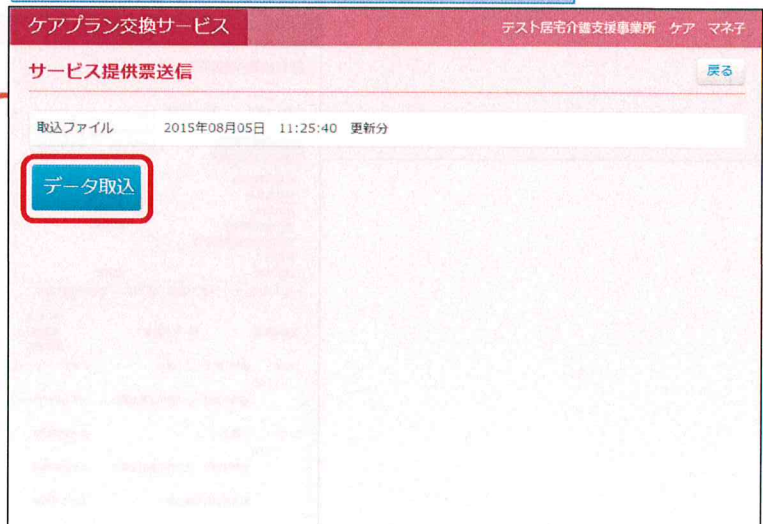 ケアプラン交換サービス
テスト居宅介護支援事業所 ケア マネ子
サービス提供票送信
戻る
取込ファイル 2015年08月05日 11:25:40 更新分
データ取込